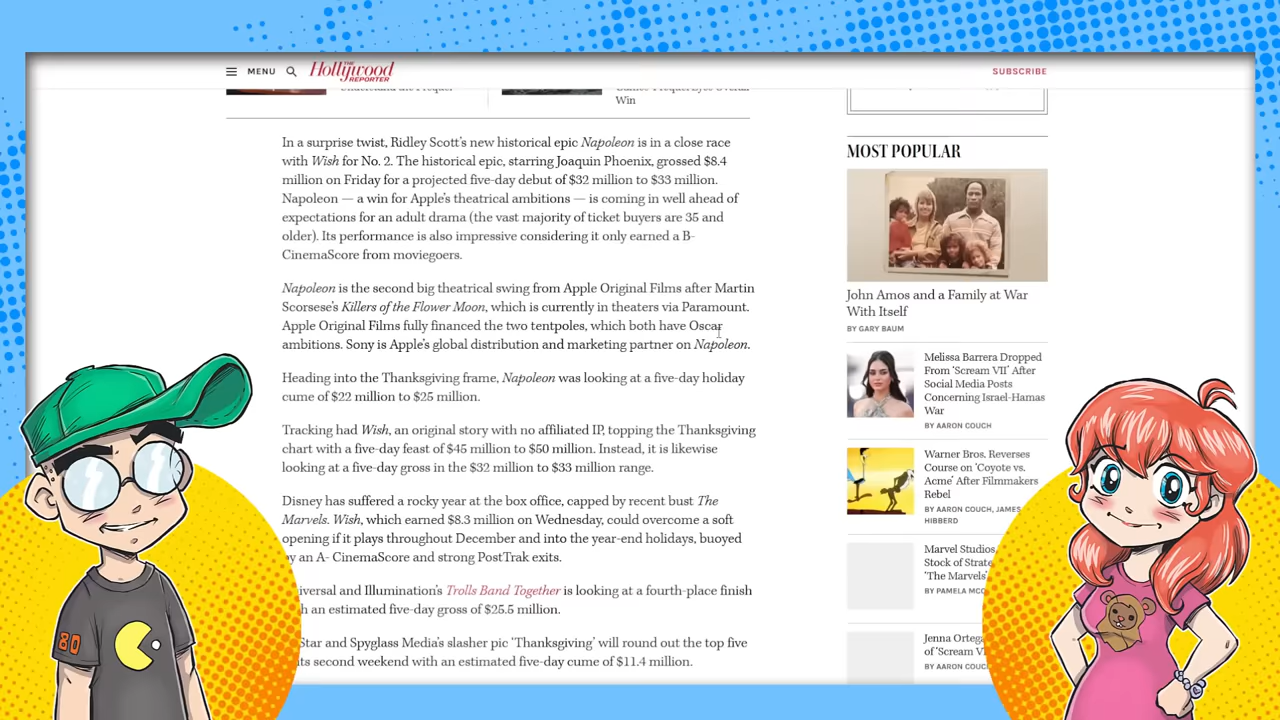 MENU
THE
Hollywood
REPORTER
SUBSCRIBE
Win
In a surprise twist, Ridley Scott's new historical epic Napoleon is in a close race
with Wish for No. 2. The historical epic, starring Joaquin Phoenix, grossed $8.4
million on Friday for a projected five-day debut of $32 million to $33 million.
Napoleon — a win for Apple's theatrical ambitions — is coming in well ahead of
expectations for an adult drama (the vast majority of ticket buyers are 35 and
older). Its performance is also impressive considering it only earned a B-
CinemaScore from moviegoers.
Napoleon is the second big theatrical swing from Apple Original Films after Martin
Scorsese's Killers of the Flower Moon, which is currently in theaters via Paramount.
Apple Original Films fully financed the two tentpoles, which both have Oscar
ambitions. Sony is Apple's global distribution and marketing partner on Napoleon.
Heading into the Thanksgiving frame, Napoleon was looking at a five-day holiday
cume of $22 million to $25 million.
Tracking had Wish, an original story with no affiliated IP, topping the Thanksgiving
chart with a five-day feast of $45 million to $50 million. Instead, it is likewise
looking at a five-day gross in the $32 million to $33 million range.
Disney has suffered a rocky year at the box office, capped by recent bust The
Marvels. Wish, which earned $8.3 million on Wednesday, could overcome a soft
opening if it plays throughout December and into the year-end holidays, buoyed
an A- CinemaScore and strong PostTrak exits.
and Illumination's Trolls Band Together is looking at a fourth-place finish
an estimated five-day gross of $25.5 million.
Star and Spyglass Media's slasher pic 'Thanksgiving' will round out the top five
its second weekend with an estimated five-day cume of $11.4 million.
MOST POPULAR
John Amos and a Family at War
With Itself
BY GARY BAUM
Melissa Barrera Dropped
From 'Scream VII' After
Social Media Posts
Concerning Israel-Hamas
War
BY AARON COUCH
Warner Bros. Reverses
Course on 'Coyote vs.
Acme' After Filmmakers
Rebel
BY AARON COUCH, JAMES
HIBBERD
Marvel Studios,
Stock of
'The Marvels'
BY PAMELA
Jenna Ortega
of 'Scream
BY AARON
80